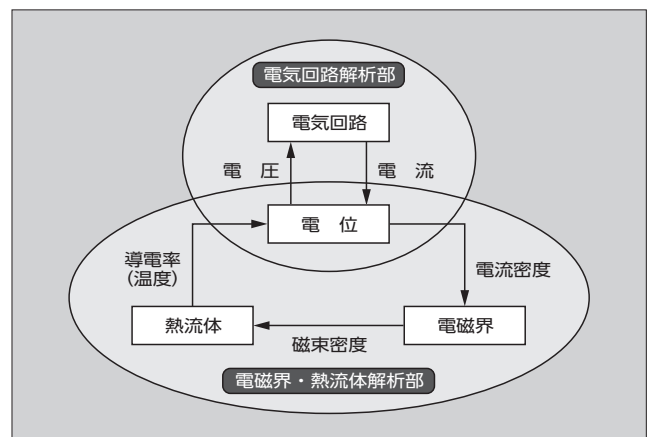 電気回路解析部
電気回路
電 圧
電 流
電 位
導電率
(温度)
電流密度
熱流体
電磁界
磁束密度
電磁界・熱流体解析部